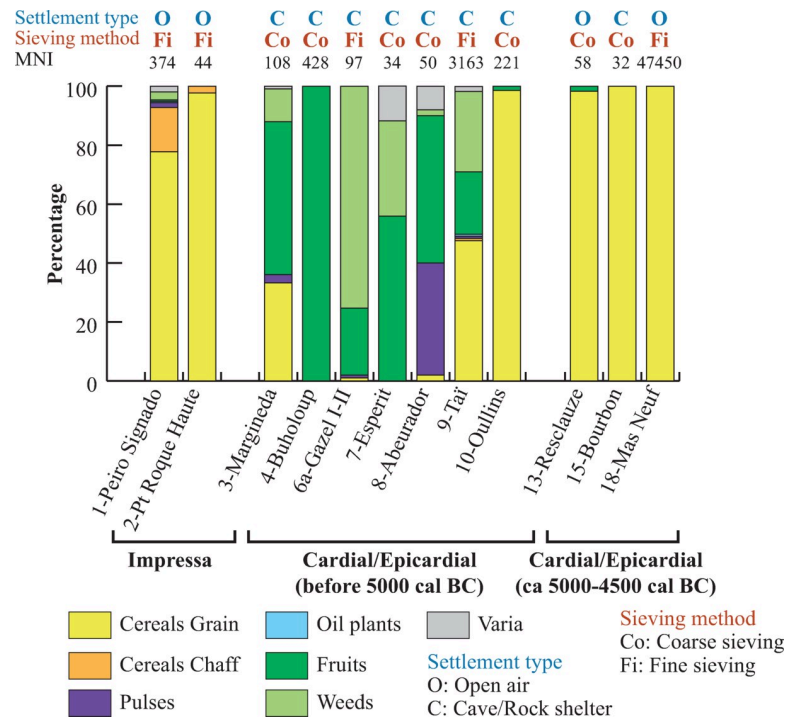 Settlement type O O C C C C C C C O C O
Sieving method Fi Fi Co Co Fi Co Co Fi Co Co Co Fi
MNI 374 44 108 428 97 34 50 3163 221 58 32 47450
100
80
60
40
20
0
Percentage
1-Peiro Signado
2-Pt Roque Haute
3-Margineda
4-Buholoup
6a-Gazel I-II
7-Esperit
8-Abeurador
9-Taï
10-Oullins
13-Resclauze
15-Bourbon
18-Mas Neuf
Impressa
Cardial/Epicardial
(before 5000 cal BC)
Cardial/Epicardial
(ca 5000-4500 cal BC)
Cereals Grain
Cereals Chaff
Pulses
Oil plants
Fruits
Weeds
Varia
Settlement type
O: Open air
C: Cave/Rock shelter
Sieving method
Co: Coarse sieving
Fi: Fine sieving